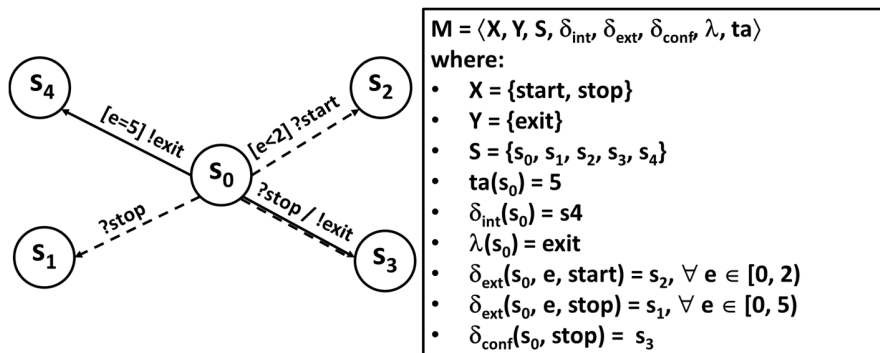 S4
S2
[e=5] !exit
[e<2] ?start
S0
?stop
?stop / !exit
S1
S3
M = ⟨X, Y, S, δint, δext, δconf, λ, ta⟩
where:
• X = {start, stop}
• Y = {exit}
• S = {s0, s1, s2, s3, s4}
• ta(s0) = 5
• δint(s0) = s4
• λ(s0) = exit
• δext(s0, e, start) = s2, ∀ e ∈ [0, 2)
• δext(s0, e, stop) = s1, ∀ e ∈ [0, 5)
• δconf(s0, stop) = s3